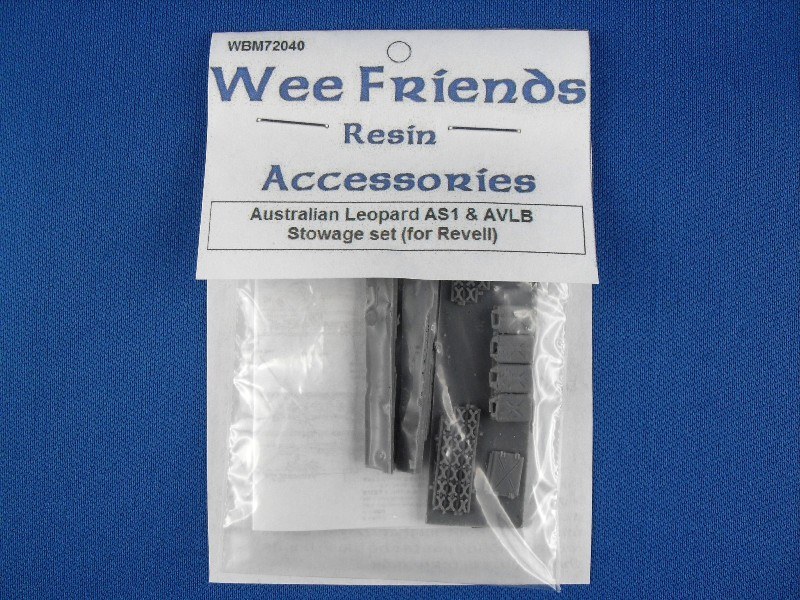 WBM72040
Wee Friends
Resin
Accessories
Australian Leopard AS1 & AVLB
Stowage set (for Revell)